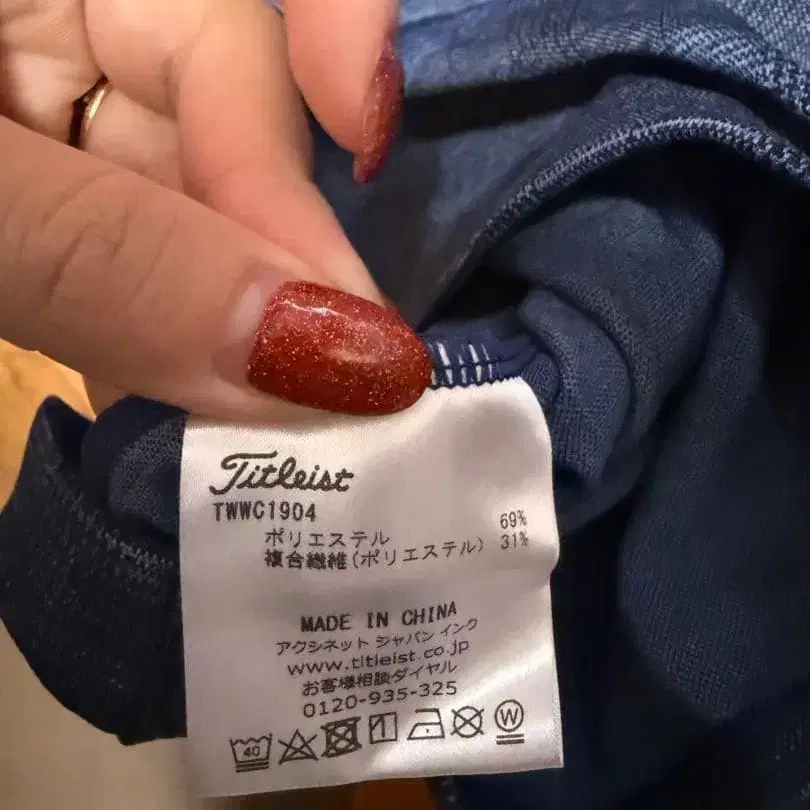 Titleist
TWWC1904
ポリエステル 69%
複合繊維(ポリエステル) 31%
MADE IN CHINA
アクシネット ジャパン インク
www.titleist.co.jp
お客様相談ダイヤル
0120-935-325
40 W